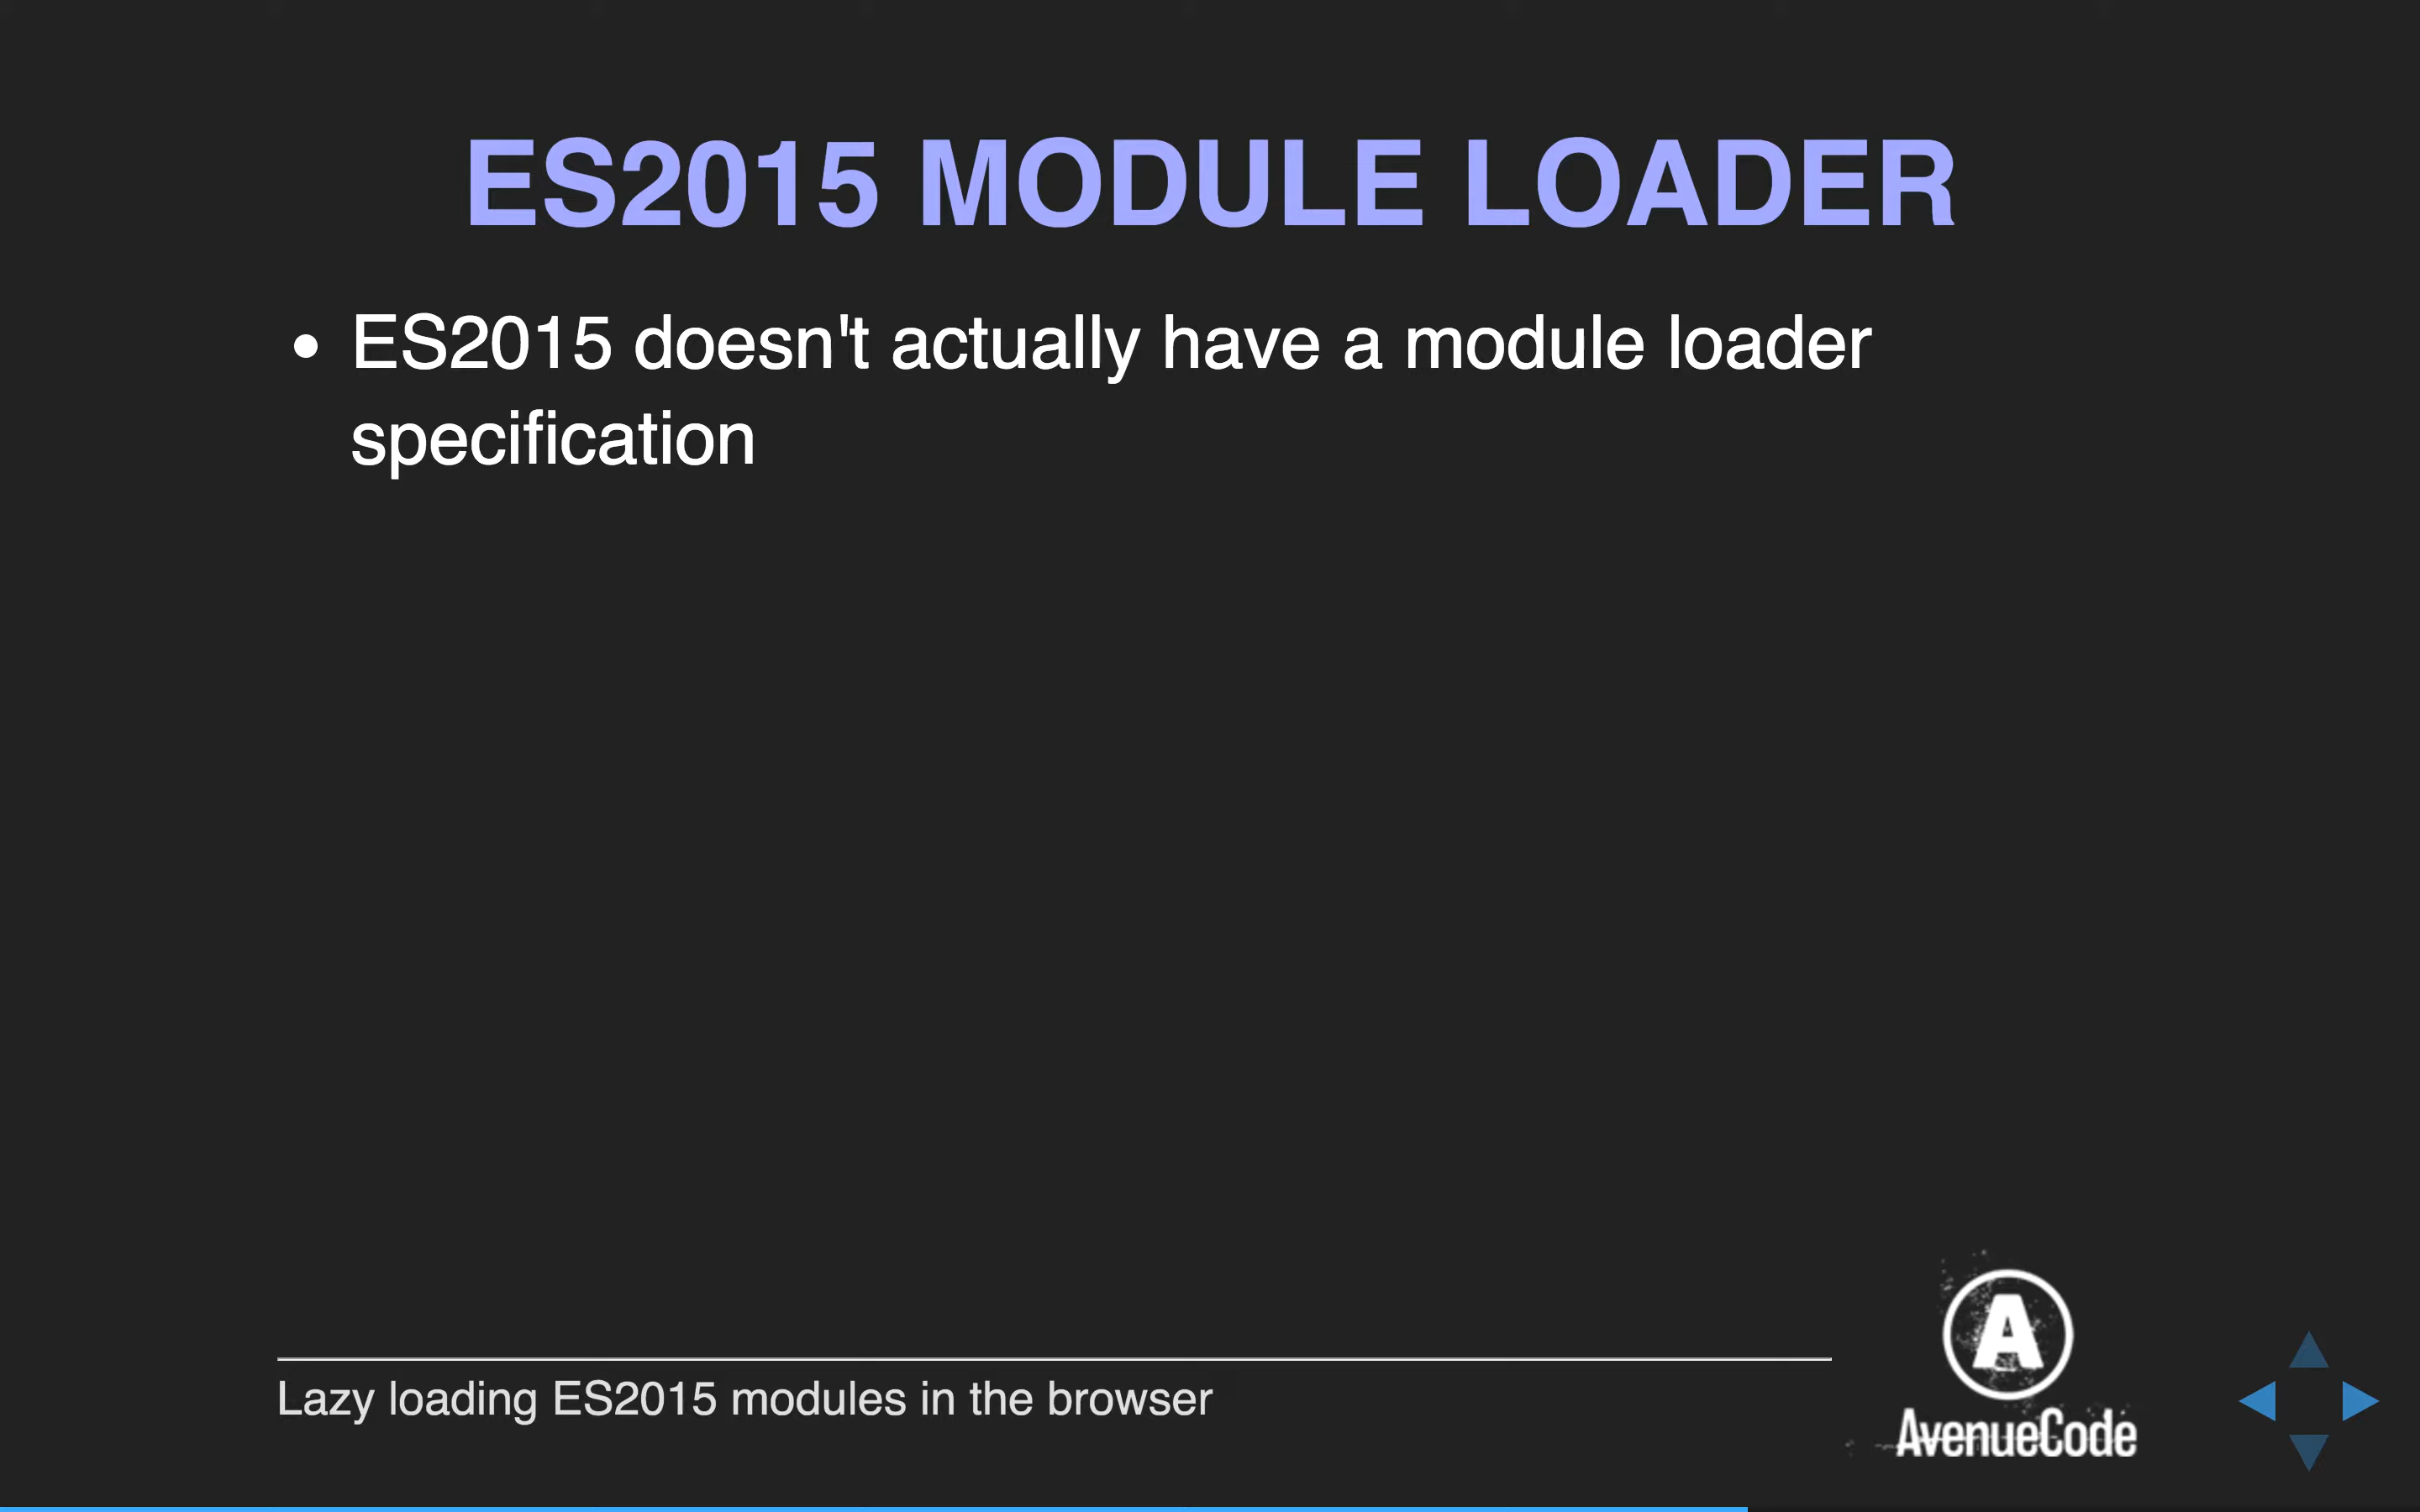 ES2015 MODULE LOADER
• ES2015 doesn't actually have a module loader
specification
Lazy loading ES2015 modules in the browser
A
AvenueCode